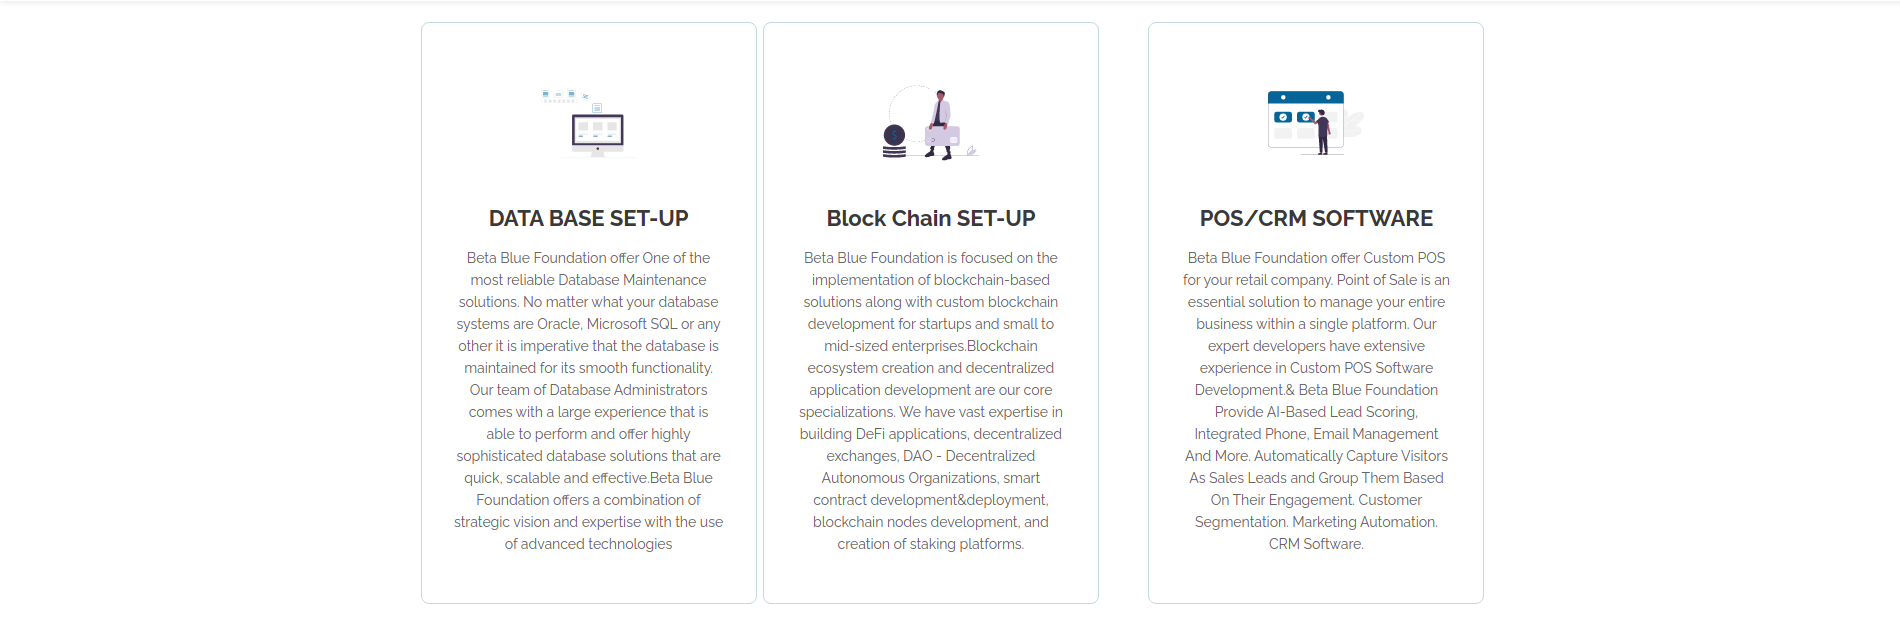 DATA BASE SET-UP
Beta Blue Foundation offer One of the
most reliable Database Maintenance
solutions. No matter what your database
systems are Oracle, Microsoft SQL or any
other it is imperative that the database is
maintained for its smooth functionality.
Our team of Database Administrators
comes with a large experience that is
able to perform and offer highly
sophisticated database solutions that are
quick, scalable and effective.Beta Blue
Foundation offers a combination of
strategic vision and expertise with the use
of advanced technologies
Block Chain SET-UP
Beta Blue Foundation is focused on the
implementation of blockchain-based
solutions along with custom blockchain
development for startups and small to
mid-sized enterprises.Blockchain
ecosystem creation and decentralized
application development are our core
specializations. We have vast expertise in
building DeFi applications, decentralized
exchanges, DAO - Decentralized
Autonomous Organizations, smart
contract development&deployment,
blockchain nodes development, and
creation of staking platforms.
POS/CRM SOFTWARE
Beta Blue Foundation offer Custom POS
for your retail company. Point of Sale is an
essential solution to manage your entire
business within a single platform. Our
expert developers have extensive
experience in Custom POS Software
Development.& Beta Blue Foundation
Provide AI-Based Lead Scoring,
Integrated Phone, Email Management
And More. Automatically Capture Visitors
As Sales Leads and Group Them Based
On Their Engagement. Customer
Segmentation. Marketing Automation.
CRM Software.